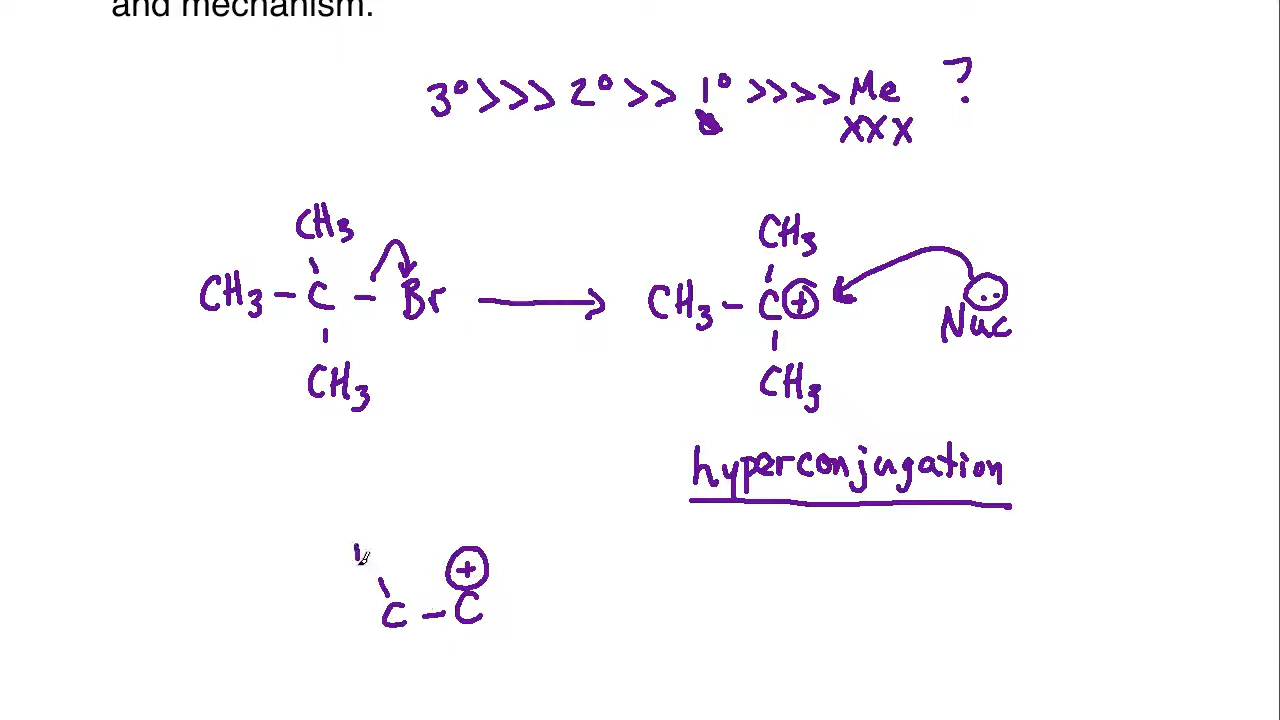 and mechanism.
3° >>> 2° >> 1° >>>> Me ?
XXX
CH3 CH3
CH3 - C - Br CH3 - C + Nuc
CH3 CH3
hyperconjugation
+
C - C